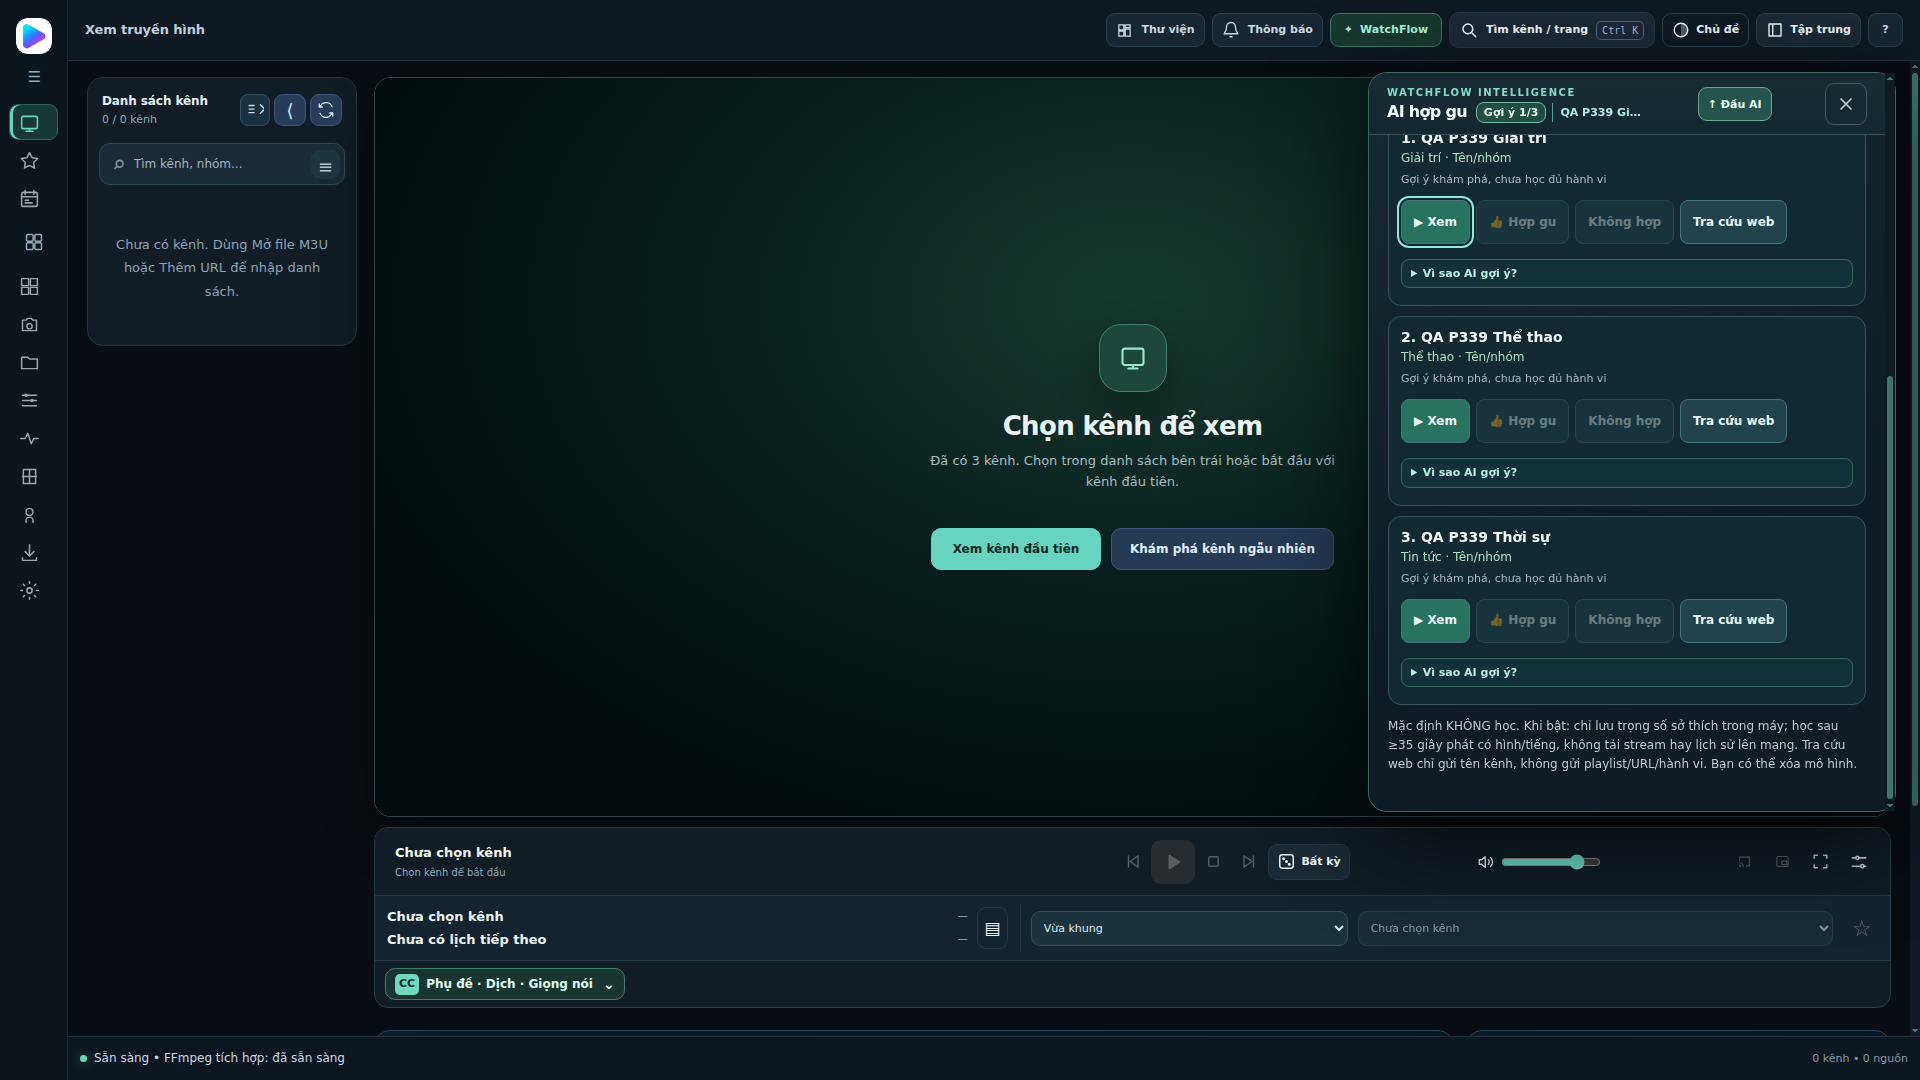 Xem truyền hình
Thư viện
Thông báo
✦ WatchFlow
Tìm kênh / trang Ctrl K
Chủ đề
Tập trung
?
Danh sách kênh
0 / 0 kênh
Tìm kênh, nhóm...
Chưa có kênh. Dùng Mở file M3U
hoặc Thêm URL để nhập danh
sách.
Chọn kênh để xem
Đã có 3 kênh. Chọn trong danh sách bên trái hoặc bắt đầu với
kênh đầu tiên.
Xem kênh đầu tiên
Khám phá kênh ngẫu nhiên
WATCHFLOW INTELLIGENCE
AI hợp gu Gợi ý 1/3 QA P339 Gi...
↑ Đầu AI
1. QA P339 Giải trí
Giải trí · Tên/nhóm
Gợi ý khám phá, chưa học đủ hành vi
▶ Xem 👍 Hợp gu Không hợp Tra cứu web
▶ Vì sao AI gợi ý?
2. QA P339 Thể thao
Thể thao · Tên/nhóm
Gợi ý khám phá, chưa học đủ hành vi
▶ Xem 👍 Hợp gu Không hợp Tra cứu web
▶ Vì sao AI gợi ý?
3. QA P339 Thời sự
Tin tức · Tên/nhóm
Gợi ý khám phá, chưa học đủ hành vi
▶ Xem 👍 Hợp gu Không hợp Tra cứu web
▶ Vì sao AI gợi ý?
Mặc định KHÔNG học. Khi bật: chỉ lưu trọng số sở thích trong máy; học sau
≥35 giây phát có hình/tiếng, không tải stream hay lịch sử lên mạng. Tra cứu
web chỉ gửi tên kênh, không gửi playlist/URL/hành vi. Bạn có thể xóa mô hình.
Chưa chọn kênh
Chọn kênh để bắt đầu
Bất kỳ
Chưa chọn kênh —
Chưa có lịch tiếp theo —
Vừa khung
Chưa chọn kênh
CC Phụ đề · Dịch · Giọng nói
Sẵn sàng • FFmpeg tích hợp: đã sẵn sàng
0 kênh • 0 nguồn